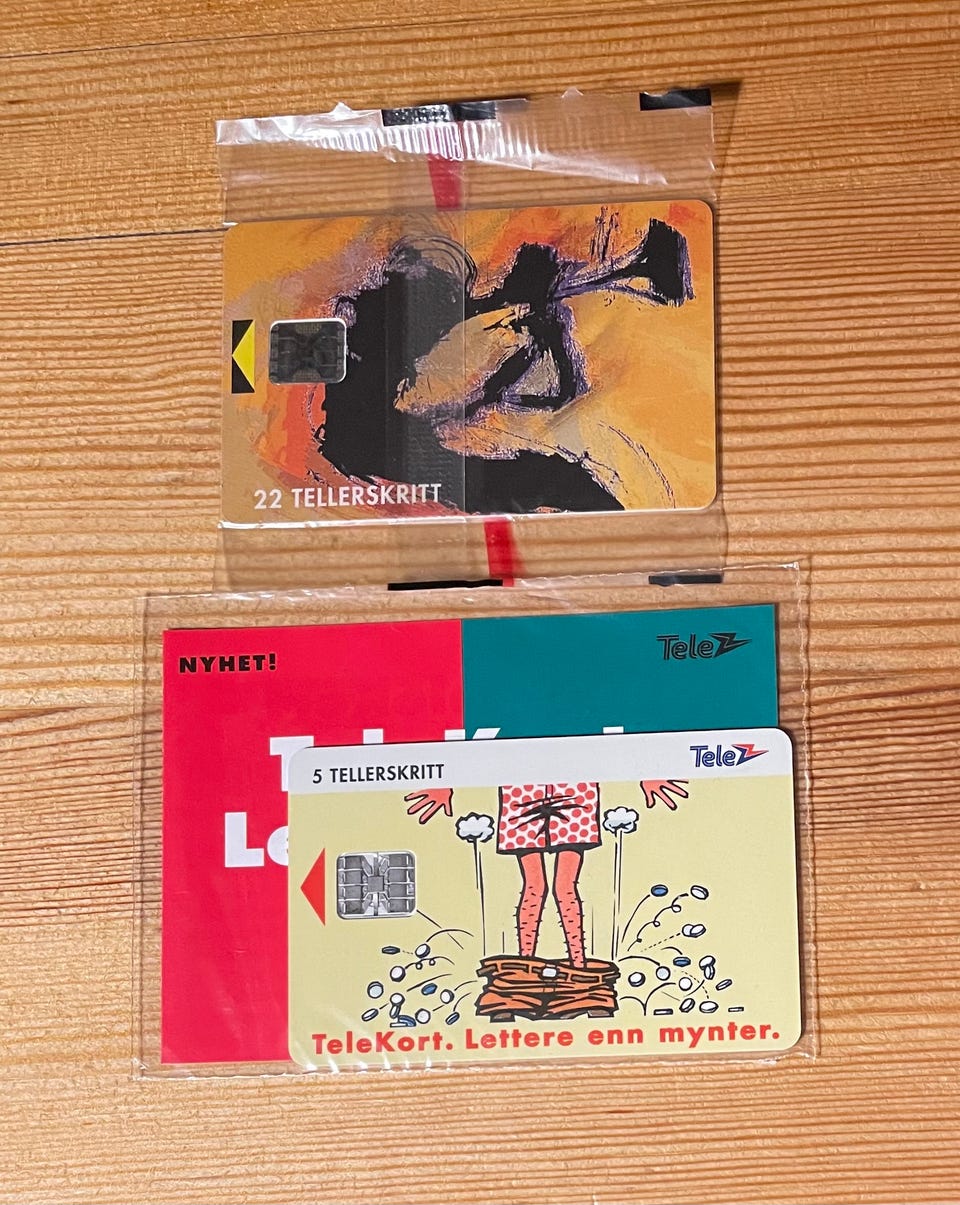 22 TELLERSKRITT
NYHET!
Tele
5 TELLERSKRITT
Tele
TeleKort. Lettere enn mynter.